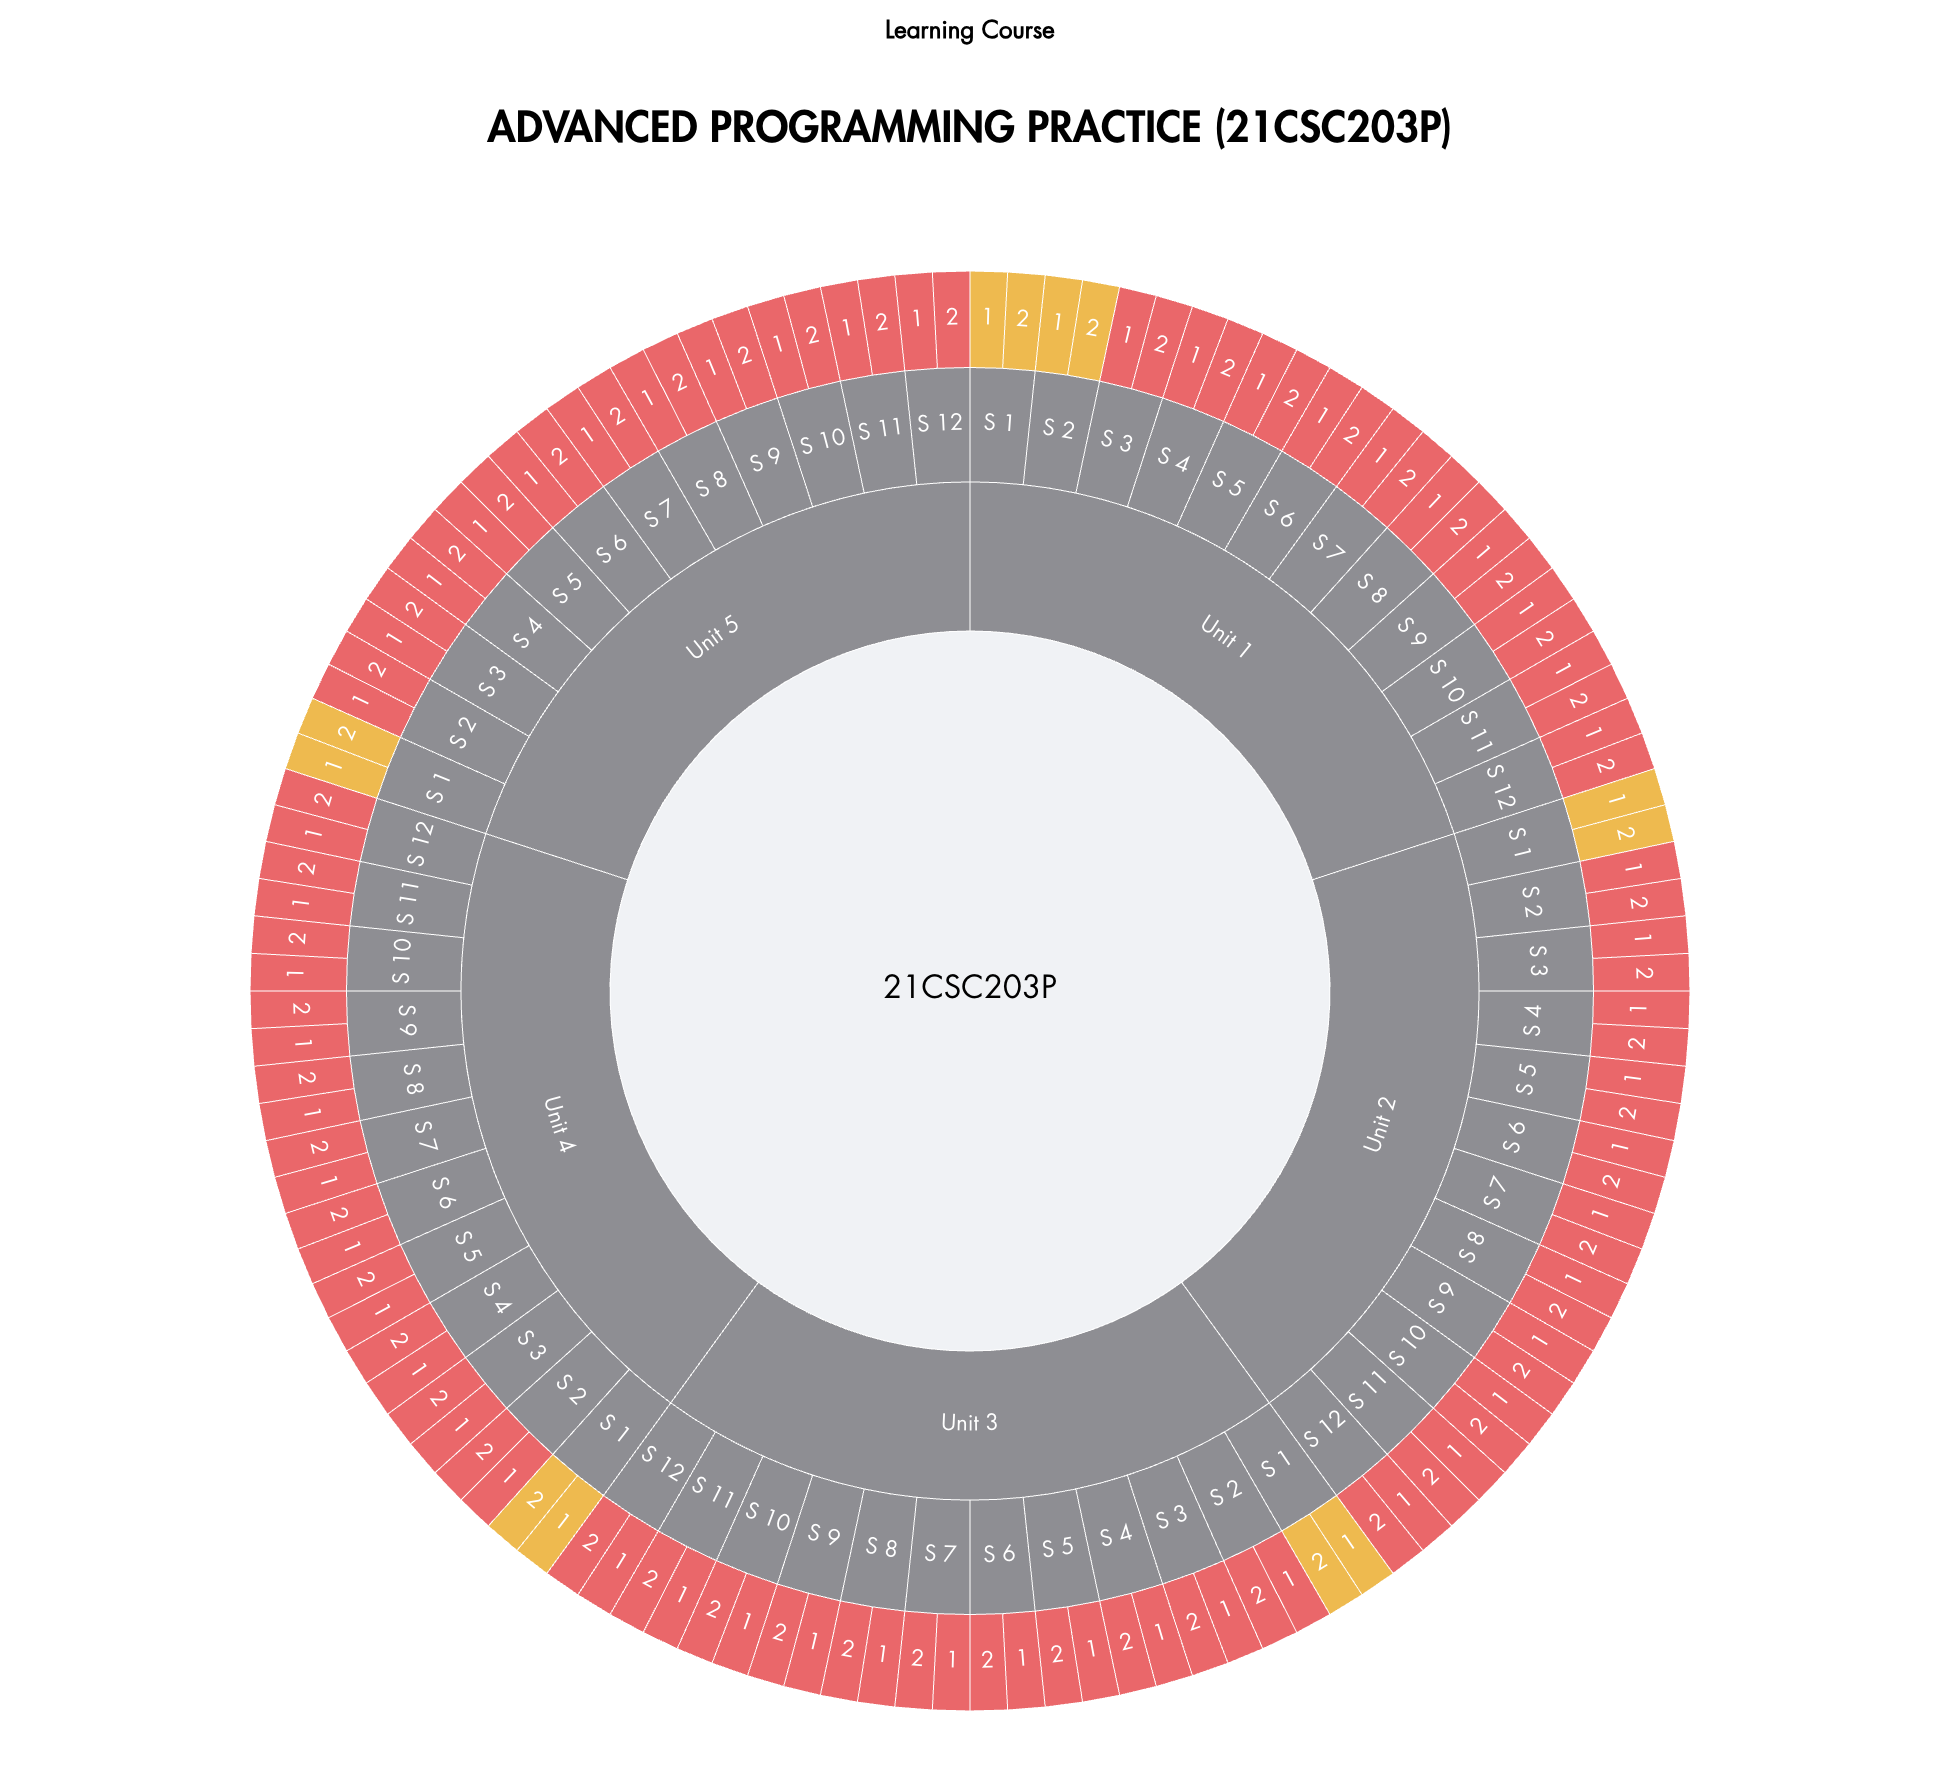 Learning Course
ADVANCED PROGRAMMING PRACTICE (21CSC203P)
21CSC203P
Unit 1
S 1
1
2
S 2
1
2
S 3
1
2
S 4
1
2
S 5
1
2
S 6
1
2
S 7
1
2
S 8
1
2
S 9
1
2
S 10
1
2
S 11
1
2
S 12
1
2
Unit 2
S 1
1
2
S 2
1
2
S 3
1
2
S 4
1
2
S 5
1
2
S 6
1
2
S 7
1
2
S 8
1
2
S 9
1
2
S 10
1
2
S 11
1
2
S 12
1
2
Unit 3
S 1
1
2
S 2
1
2
S 3
1
2
S 4
1
2
S 5
1
2
S 6
1
2
S 7
1
2
S 8
1
2
S 9
1
2
S 10
1
2
S 11
1
2
S 12
1
2
Unit 4
S 1
1
2
S 2
1
2
S 3
1
2
S 4
1
2
S 5
1
2
S 6
1
2
S 7
1
2
S 8
1
2
S 9
1
2
S 10
1
2
S 11
1
2
S 12
1
2
Unit 5
S 1
1
2
S 2
1
2
S 3
1
2
S 4
1
2
S 5
1
2
S 6
1
2
S 7
1
2
S 8
1
2
S 9
1
2
S 10
1
2
S 11
1
2
S 12
1
2